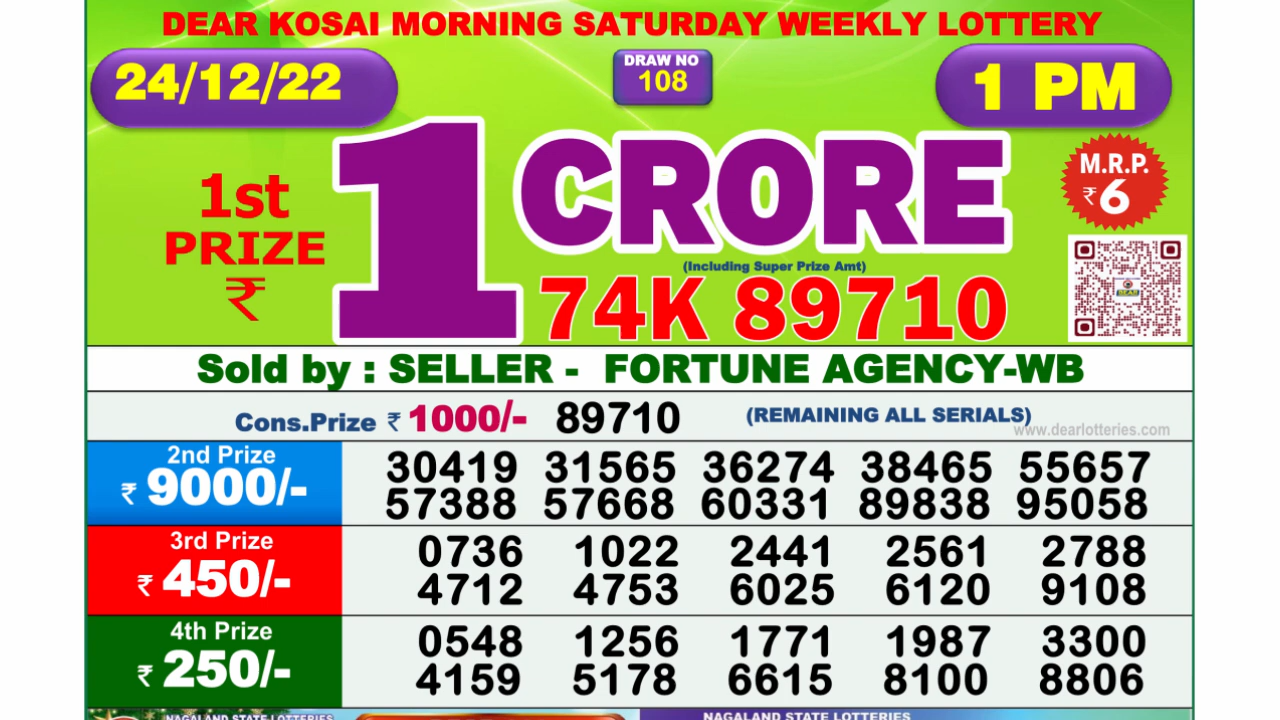 DEAR KOSAI MORNING SATURDAY WEEKLY LOTTERY
24/12/22
DRAW NO
108
1 PM
1st
PRIZE
₹
1 CRORE
M.R.P.
₹6
(Including Super Prize Amt)
74K 89710
DEAR
Sold by : SELLER - FORTUNE AGENCY-WB
Cons.Prize ₹ 1000/- 89710 (REMAINING ALL SERIALS)
www.dearlotteries.com
2nd Prize
₹ 9000/-
30419 31565 36274 38465 55657
57388 57668 60331 89838 95058
3rd Prize
₹ 450/-
0736 1022 2441 2561 2788
4712 4753 6025 6120 9108
4th Prize
₹ 250/-
0548 1256 1771 1987 3300
4159 5178 6615 8100 8806
NAGALAND STATE LOTTERIES
NAGALAND STATE LOTTERIES